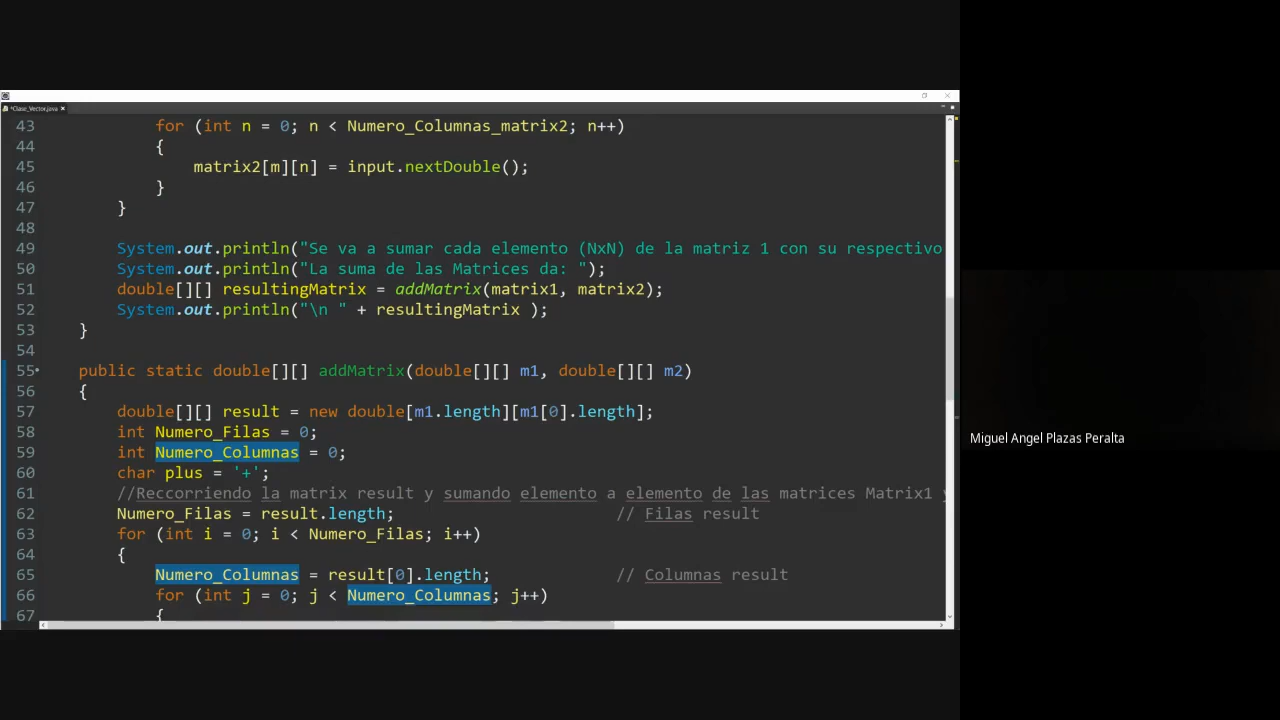 *Clase_Vector.java
43 for (int n = 0; n < Numero_Columnas_matrix2; n++)
44 {
45 matrix2[m][n] = input.nextDouble();
46 }
47 }
48
49 System.out.println("Se va a sumar cada elemento (NxN) de la matriz 1 con su respectivo
50 System.out.println("La suma de las Matrices da: ");
51 double[][] resultingMatrix = addMatrix(matrix1, matrix2);
52 System.out.println("\n " + resultingMatrix );
53 }
54
55 public static double[][] addMatrix(double[][] m1, double[][] m2)
56 {
57 double[][] result = new double[m1.length][m1[0].length];
58 int Numero_Filas = 0;
59 int Numero_Columnas = 0;
60 char plus = '+';
61 //Reccorriendo la matrix result y sumando elemento a elemento de las matrices Matrix1 y
62 Numero_Filas = result.length; // Filas result
63 for (int i = 0; i < Numero_Filas; i++)
64 {
65 Numero_Columnas = result[0].length; // Columnas result
66 for (int j = 0; j < Numero_Columnas; j++)
67 {
Miguel Angel Plazas Peralta